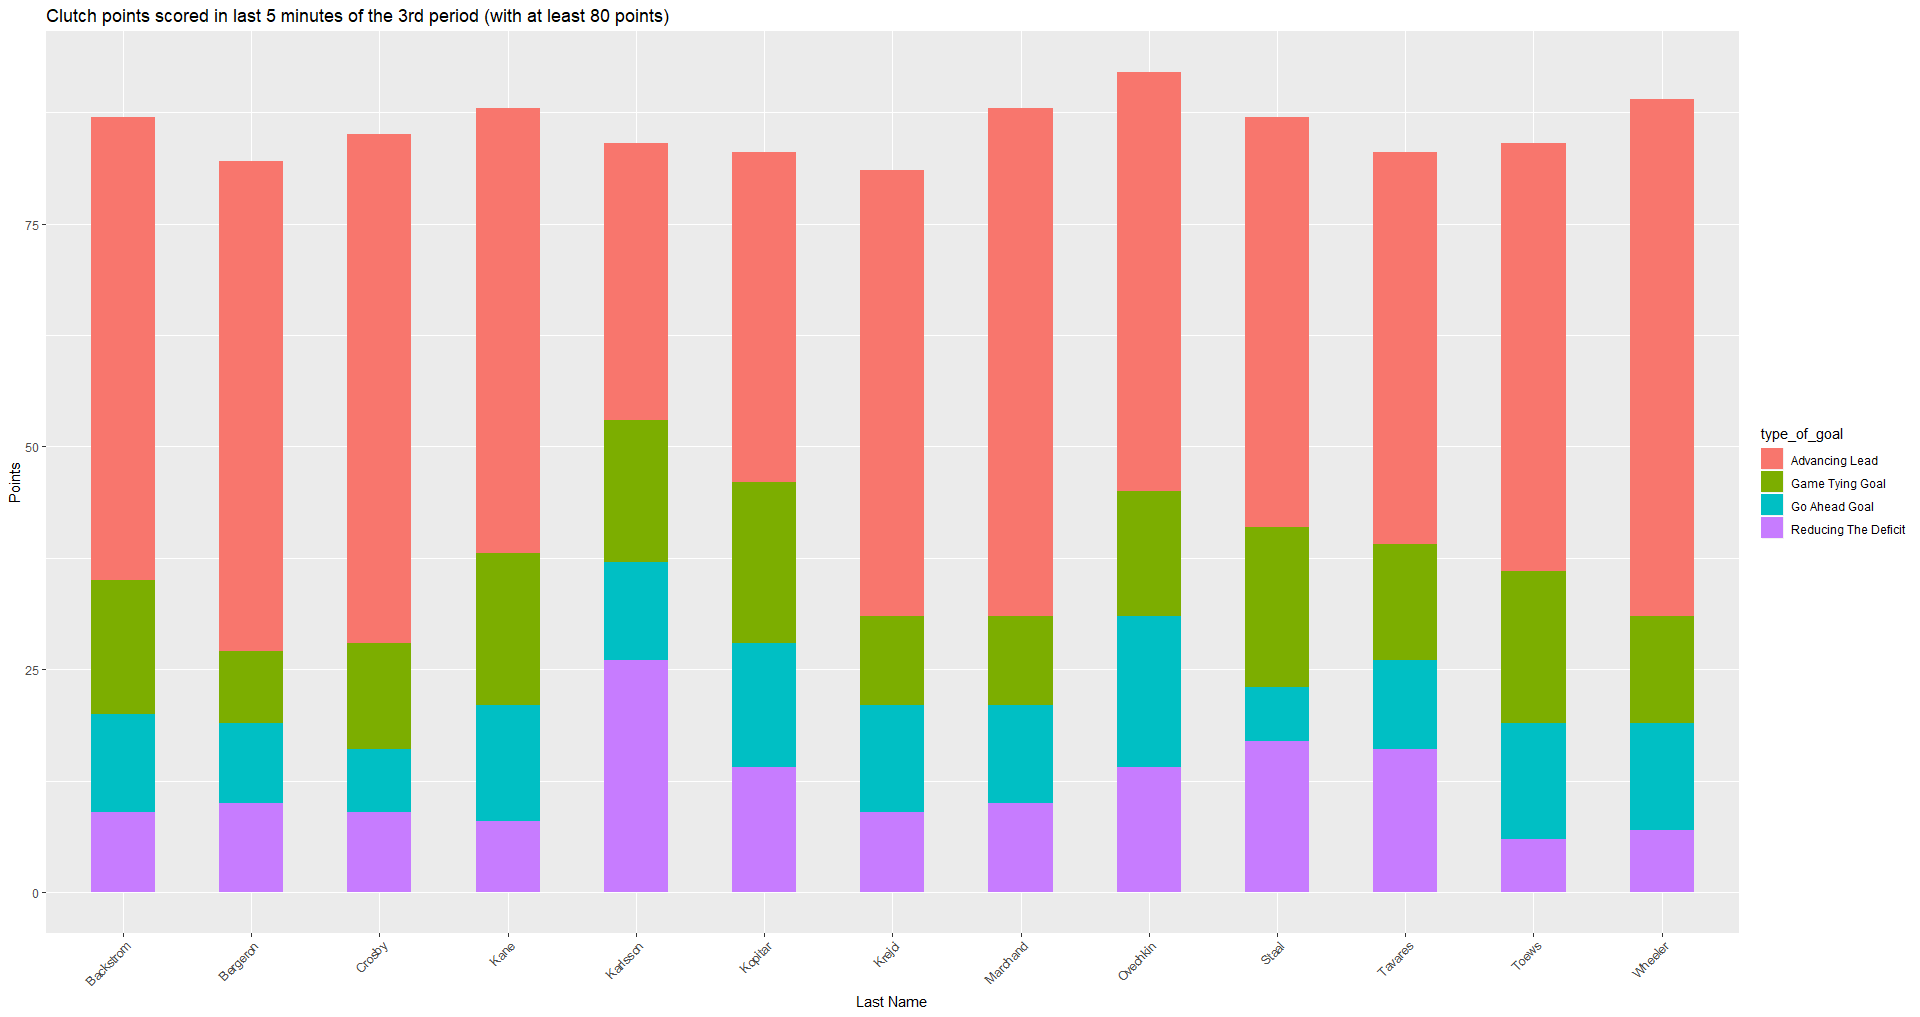 Clutch points scored in last 5 minutes of the 3rd period (with at least 80 points)
75
50
25
0
Points
Backstrom
Bergeron
Crosby
Kane
Karlsson
Kopitar
Krejci
Marchand
Ovechkin
Staal
Tavares
Toews
Wheeler
Last Name
type_of_goal
Advancing Lead
Game Tying Goal
Go Ahead Goal
Reducing The Deficit